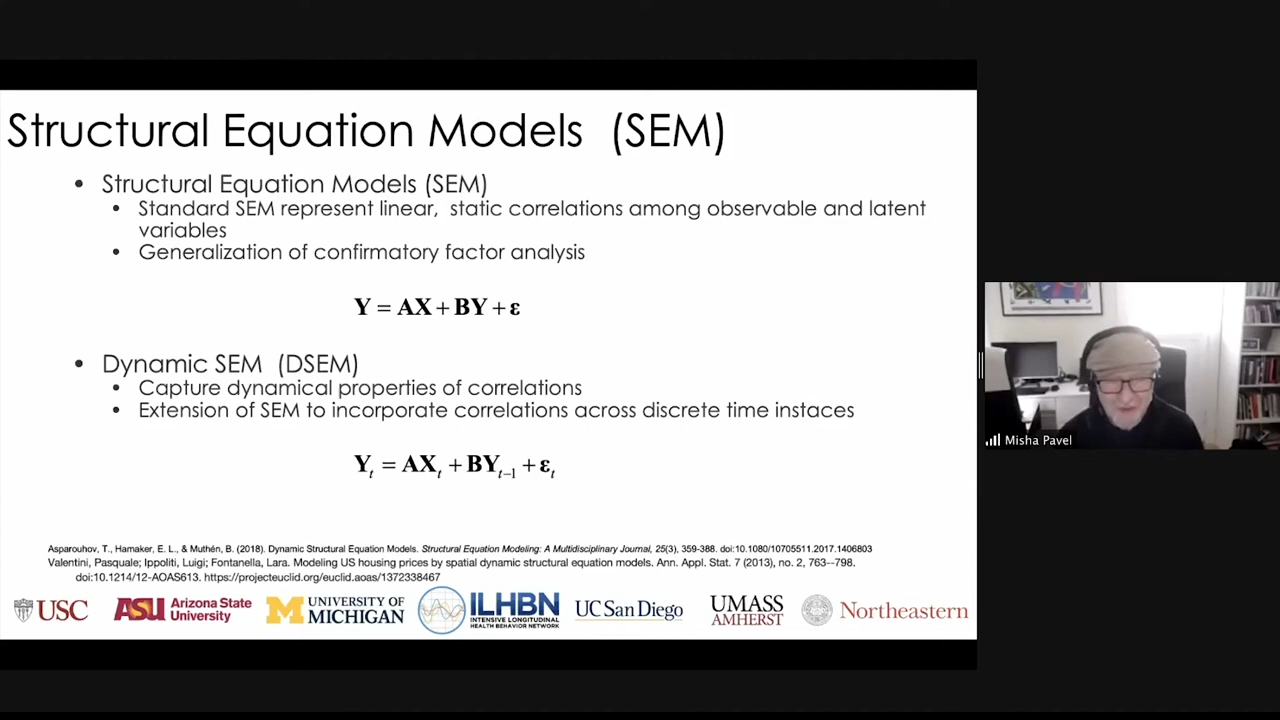 Structural Equation Models (SEM)
• Structural Equation Models (SEM)
• Standard SEM represent linear, static correlations among observable and latent
variables
• Generalization of confirmatory factor analysis
Y = AX + BY + ε
• Dynamic SEM (DSEM)
• Capture dynamical properties of correlations
• Extension of SEM to incorporate correlations across discrete time instaces
Yₜ = AXₜ + BYₜ₋₁ + εₜ
Misha Pavel
Asparouhov, T., Hamaker, E. L., & Muthén, B. (2018). Dynamic Structural Equation Models. Structural Equation Modeling: A Multidisciplinary Journal, 25(3), 359-388. doi:10.1080/10705511.2017.1406803
Valentini, Pasquale; Ippoliti, Luigi; Fontanella, Lara. Modeling US housing prices by spatial dynamic structural equation models. Ann. Appl. Stat. 7 (2013), no. 2, 763--798.
doi:10.1214/12-AOAS613. https://projecteuclid.org/euclid.aoas/1372338467
USC
ASU Arizona State
University
M UNIVERSITY OF
MICHIGAN
ILHBN
INTENSIVE LONGITUDINAL
HEALTH BEHAVIOR NETWORK
UC San Diego
UMASS
AMHERST
Northeastern